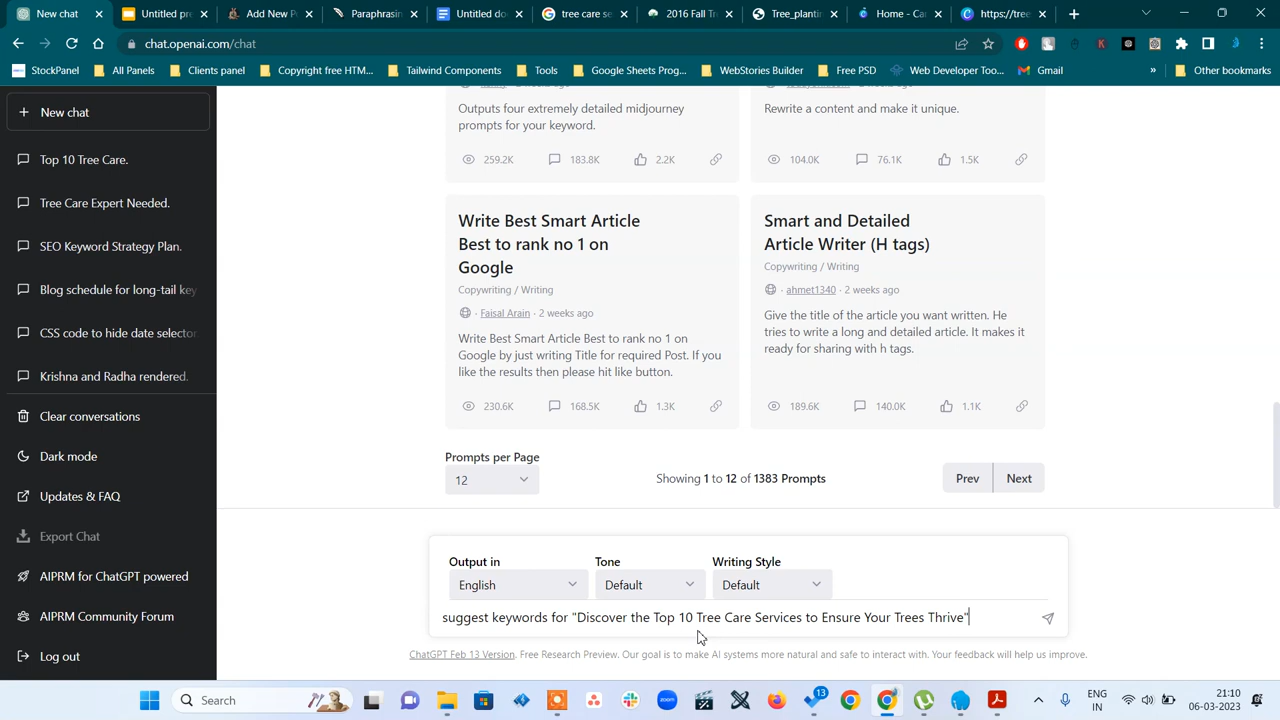 New chat
Untitled pre
Add New P
Paraphrasin
Untitled do
tree care se
2016 Fall Tr
Tree_planti
Home - Ca
https://tree
chat.openai.com/chat
StockPanel
All Panels
Clients panel
Copyright free HTM...
Tailwind Components
Tools
Google Sheets Prog...
WebStories Builder
Free PSD
Web Developer Too...
Gmail
»
Other bookmarks
New chat
Top 10 Tree Care.
Tree Care Expert Needed.
SEO Keyword Strategy Plan.
Blog schedule for long-tail key
CSS code to hide date selector
Krishna and Radha rendered.
Clear conversations
Dark mode
Updates & FAQ
Export Chat
AIPRM for ChatGPT powered
AIPRM Community Forum
Log out
Outputs four extremely detailed midjourney
prompts for your keyword.
259.2K
183.8K
2.2K
Rewrite a content and make it unique.
104.0K
76.1K
1.5K
Write Best Smart Article
Best to rank no 1 on
Google
Copywriting / Writing
· Faisal Arain · 2 weeks ago
Write Best Smart Article Best to rank no 1 on
Google by just writing Title for required Post. If you
like the results then please hit like button.
230.6K
168.5K
1.3K
Smart and Detailed
Article Writer (H tags)
Copywriting / Writing
· ahmet1340 · 2 weeks ago
Give the title of the article you want written. He
tries to write a long and detailed article. It makes it
ready for sharing with h tags.
189.6K
140.0K
1.1K
Prompts per Page
12
Showing 1 to 12 of 1383 Prompts
Prev
Next
Output in
English
Tone
Default
Writing Style
Default
suggest keywords for "Discover the Top 10 Tree Care Services to Ensure Your Trees Thrive"
ChatGPT Feb 13 Version. Free Research Preview. Our goal is to make AI systems more natural and safe to interact with. Your feedback will help us improve.
Search
zoom
13
ENG
IN
21:10
06-03-2023